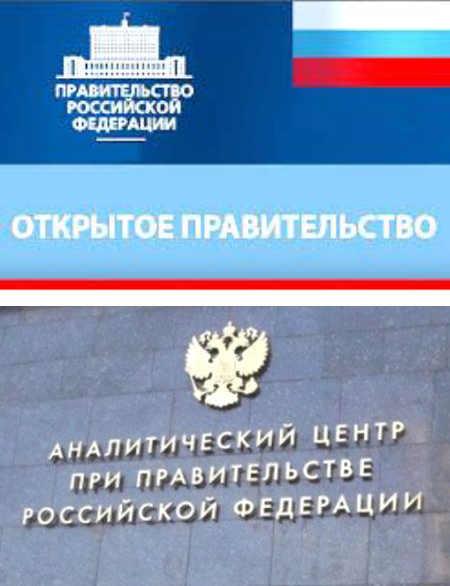 ПРАВИТЕЛЬСТВО
РОССИЙСКОЙ
ФЕДЕРАЦИИ
ОТКРЫТОЕ ПРАВИТЕЛЬСТВО
АНАЛИТИЧЕСКИЙ ЦЕНТР
ПРИ ПРАВИТЕЛЬСТВЕ
РОССИЙСКОЙ ФЕДЕРАЦИИ